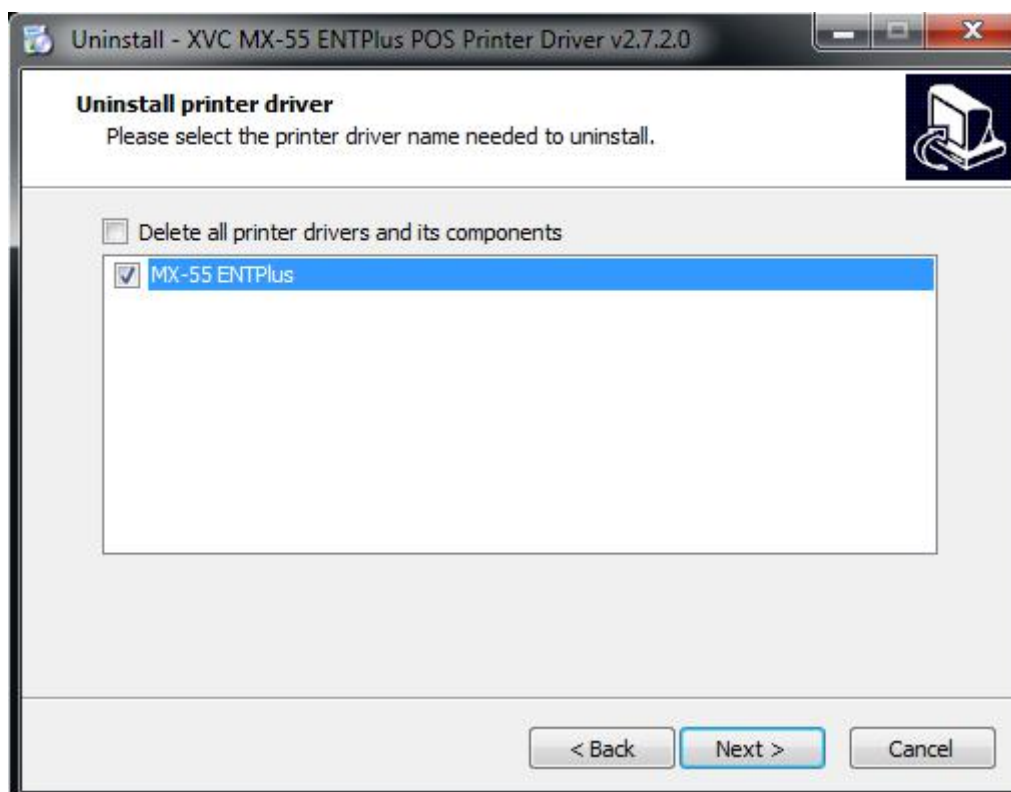 Uninstall - XVC MX-55 ENTPlus POS Printer Driver v2.7.2.0
Uninstall printer driver
Please select the printer driver name needed to uninstall.
Delete all printer drivers and its components
MX-55 ENTPlus
< Back Next > Cancel